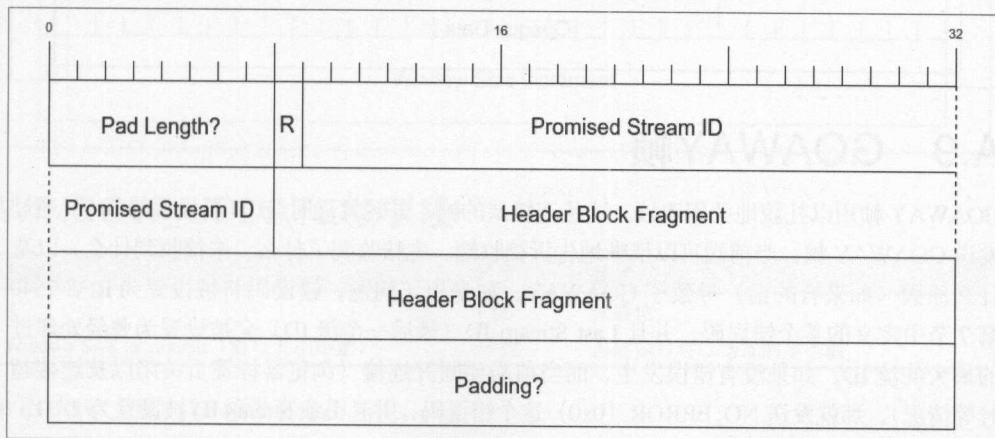 0 16 32
Pad Length? R Promised Stream ID
Promised Stream ID Header Block Fragment
Header Block Fragment
Padding?